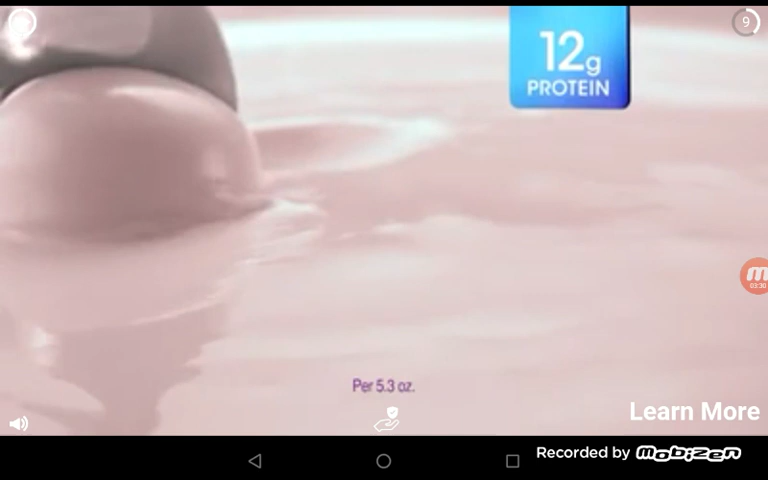 9
12g
PROTEIN
03:30
Per 5.3 oz.
Learn More
Recorded by mobizen